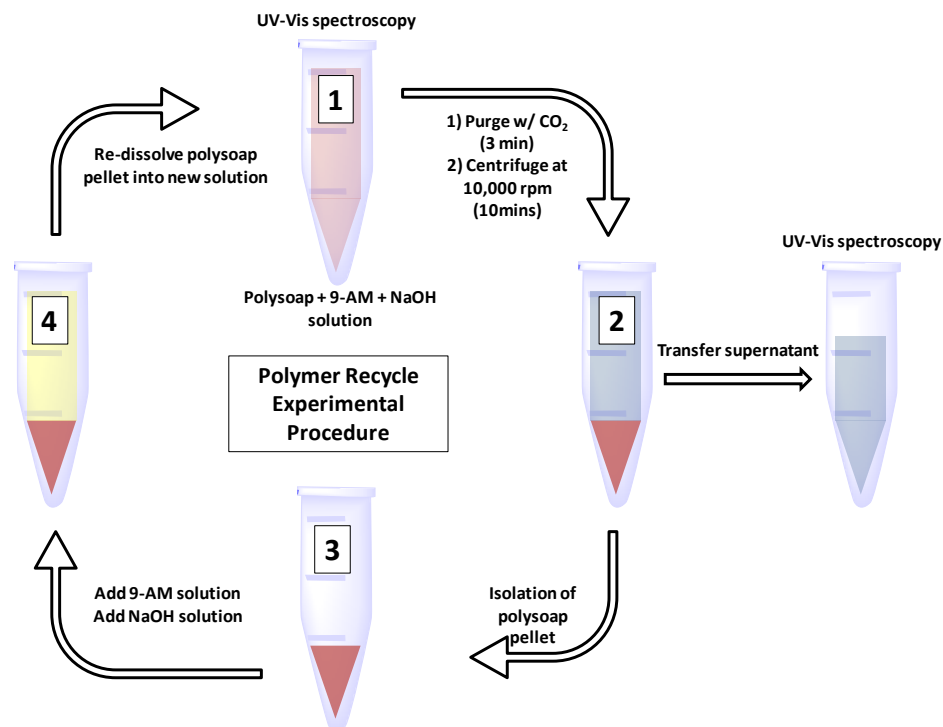 UV-Vis spectroscopy
1
1) Purge w/ CO₂
(3 min)
2) Centrifuge at
10,000 rpm
(10mins)
Re-dissolve polysoap
pellet into new solution
Polysoap + 9-AM + NaOH
solution
UV-Vis spectroscopy
4
2
Transfer supernatant
Polymer Recycle
Experimental
Procedure
3
Isolation of
polysoap
pellet
Add 9-AM solution
Add NaOH solution